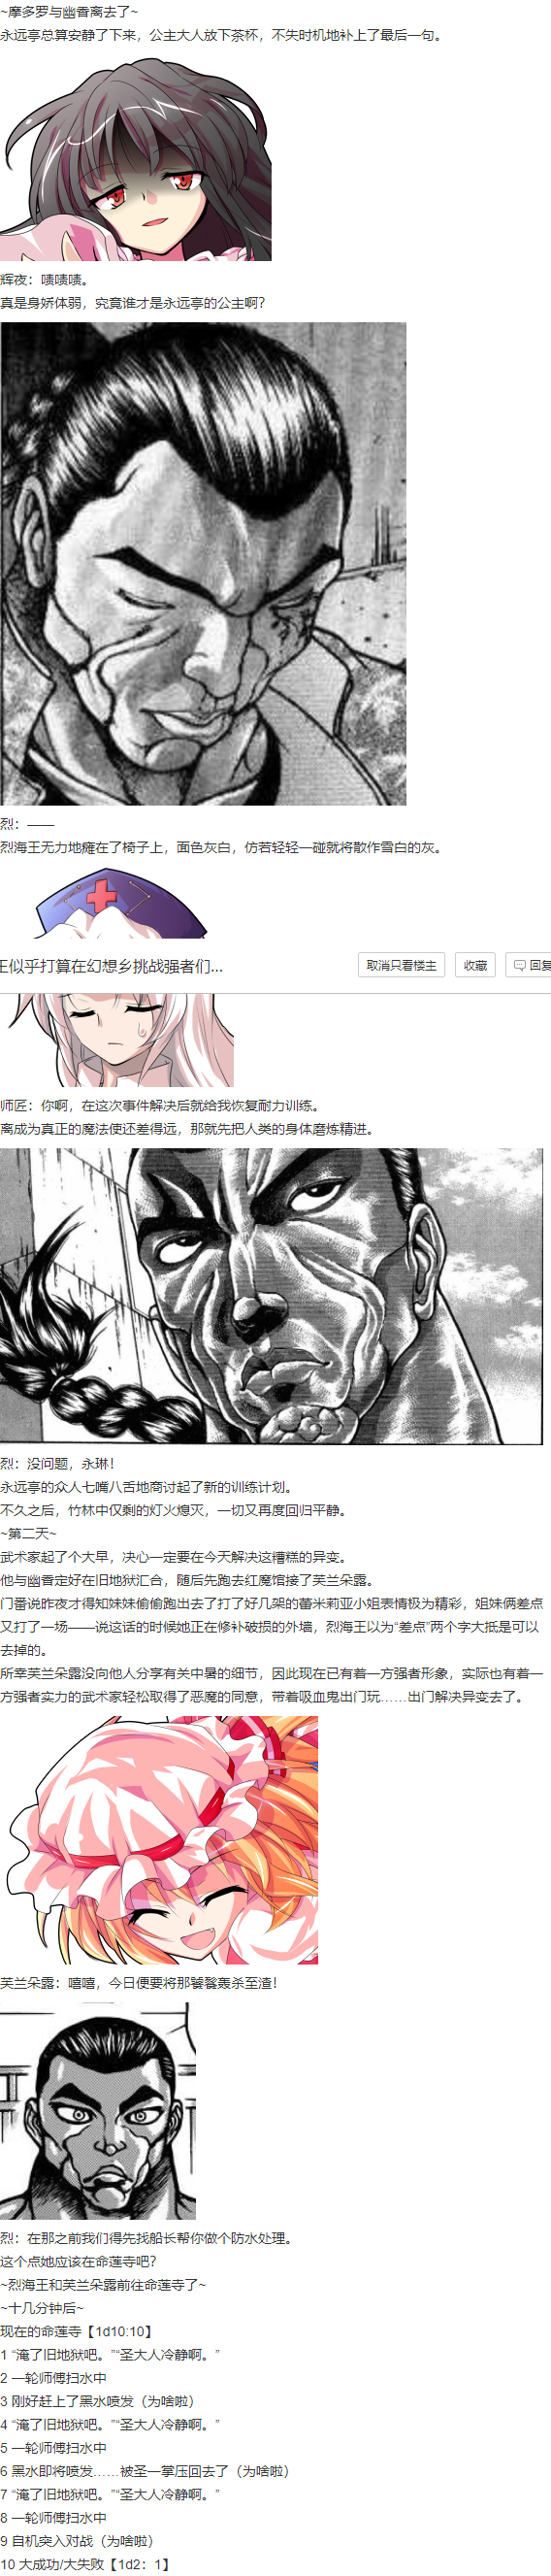 ~摩多罗与幽香离去了~
永远亭总算安静了下来，公主大人放下茶杯，不失时机地补上了最后一句。
辉夜：啧啧啧。
真是身娇体弱，究竟谁才是永远亭的公主啊？
烈：——
烈海王无力地瘫在了椅子上，面色灰白，仿若轻轻一碰就将散作雪白的灰。
王似乎打算在幻想乡挑战强者们...
取消只看楼主
收藏
回复
师匠：你啊，在这次事件解决后就给我恢复耐力训练。
离成为真正的魔法使还差得远，那就先把人类的身体磨炼精进。
烈：没问题，永琳！
永远亭的众人七嘴八舌地商讨起了新的训练计划。
不久之后，竹林中仅剩的灯火熄灭，一切又再度回归平静。
~第二天~
武术家起了个大早，决心一定要在今天解决这糟糕的异变。
他与幽香定好在旧地狱汇合，随后先跑去红魔馆接了芙兰朵露。
门番说昨夜才得知妹妹偷偷跑出去了打了好几架的蕾米莉亚小姐表情极为精彩，姐妹俩差点
又打了一场——说这话的时候她正在修补破损的外墙，烈海王以为“差点”两个字大抵是可以
去掉的。
所幸芙兰朵露没向他人分享有关中暑的细节，因此现在已有着一方强者形象，实际也有着一
方强者实力的武术家轻松取得了恶魔的同意，带着吸血鬼出门玩……出门解决异变去了。
芙兰朵露：嘻嘻，今日便要将那饕餮轰杀至渣！
烈：在那之前我们得先找船长帮你做个防水处理。
这个点她应该在命莲寺吧？
~烈海王和芙兰朵露前往命莲寺了~
~十几分钟后~
现在的命莲寺【1d10:10】
1 “淹了旧地狱吧。”“圣大人冷静啊。”
2 一轮师傅扫水中
3 刚好赶上了黑水喷发（为啥啦）
4 “淹了旧地狱吧。”“圣大人冷静啊。”
5 一轮师傅扫水中
6 黑水即将喷发……被圣一掌压回去了（为啥啦）
7 “淹了旧地狱吧。”“圣大人冷静啊。”
8 一轮师傅扫水中
9 自机突入对战（为啥啦）
10 大成功/大失败【1d2：1】